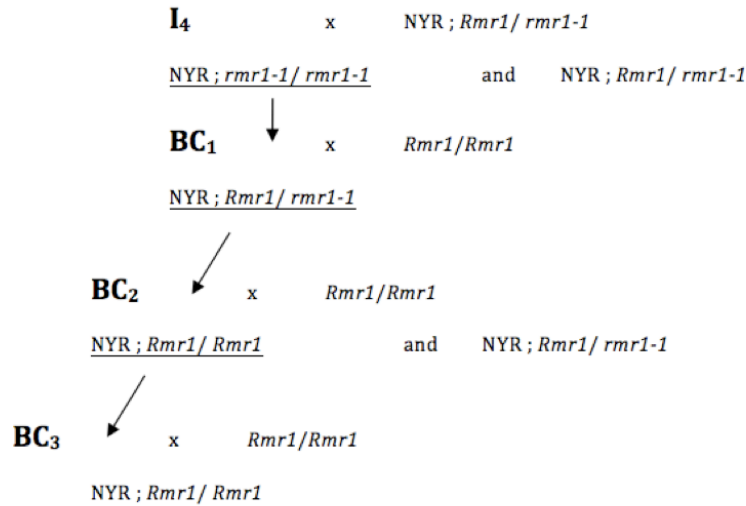 I4 x NYR ; Rmr1/ rmr1-1
NYR ; rmr1-1/ rmr1-1 and NYR ; Rmr1/ rmr1-1
BC1 x Rmr1/Rmr1
NYR ; Rmr1/ rmr1-1
BC2 x Rmr1/Rmr1
NYR ; Rmr1/ Rmr1 and NYR ; Rmr1/ rmr1-1
BC3 x Rmr1/Rmr1
NYR ; Rmr1/ Rmr1